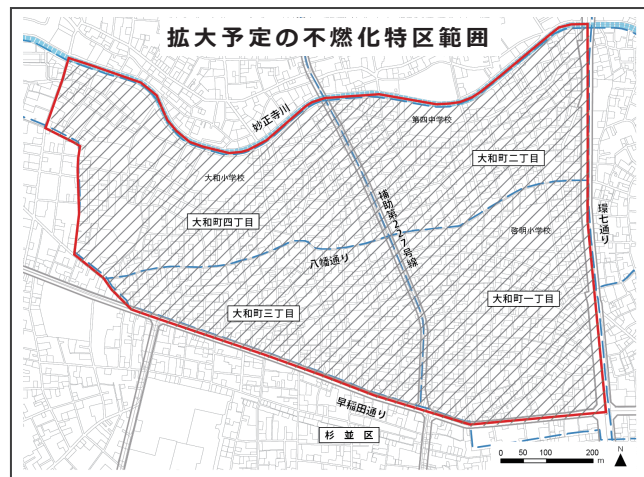 拡大予定の不燃化特区範囲
妙正寺川
第四中学校
大和町二丁目
大和小学校
大和町四丁目
補助第227号線
環七通り
啓明小学校
八幡通り
大和町三丁目
大和町一丁目
早稲田通り
杉並区
0 50 100 200 m
N